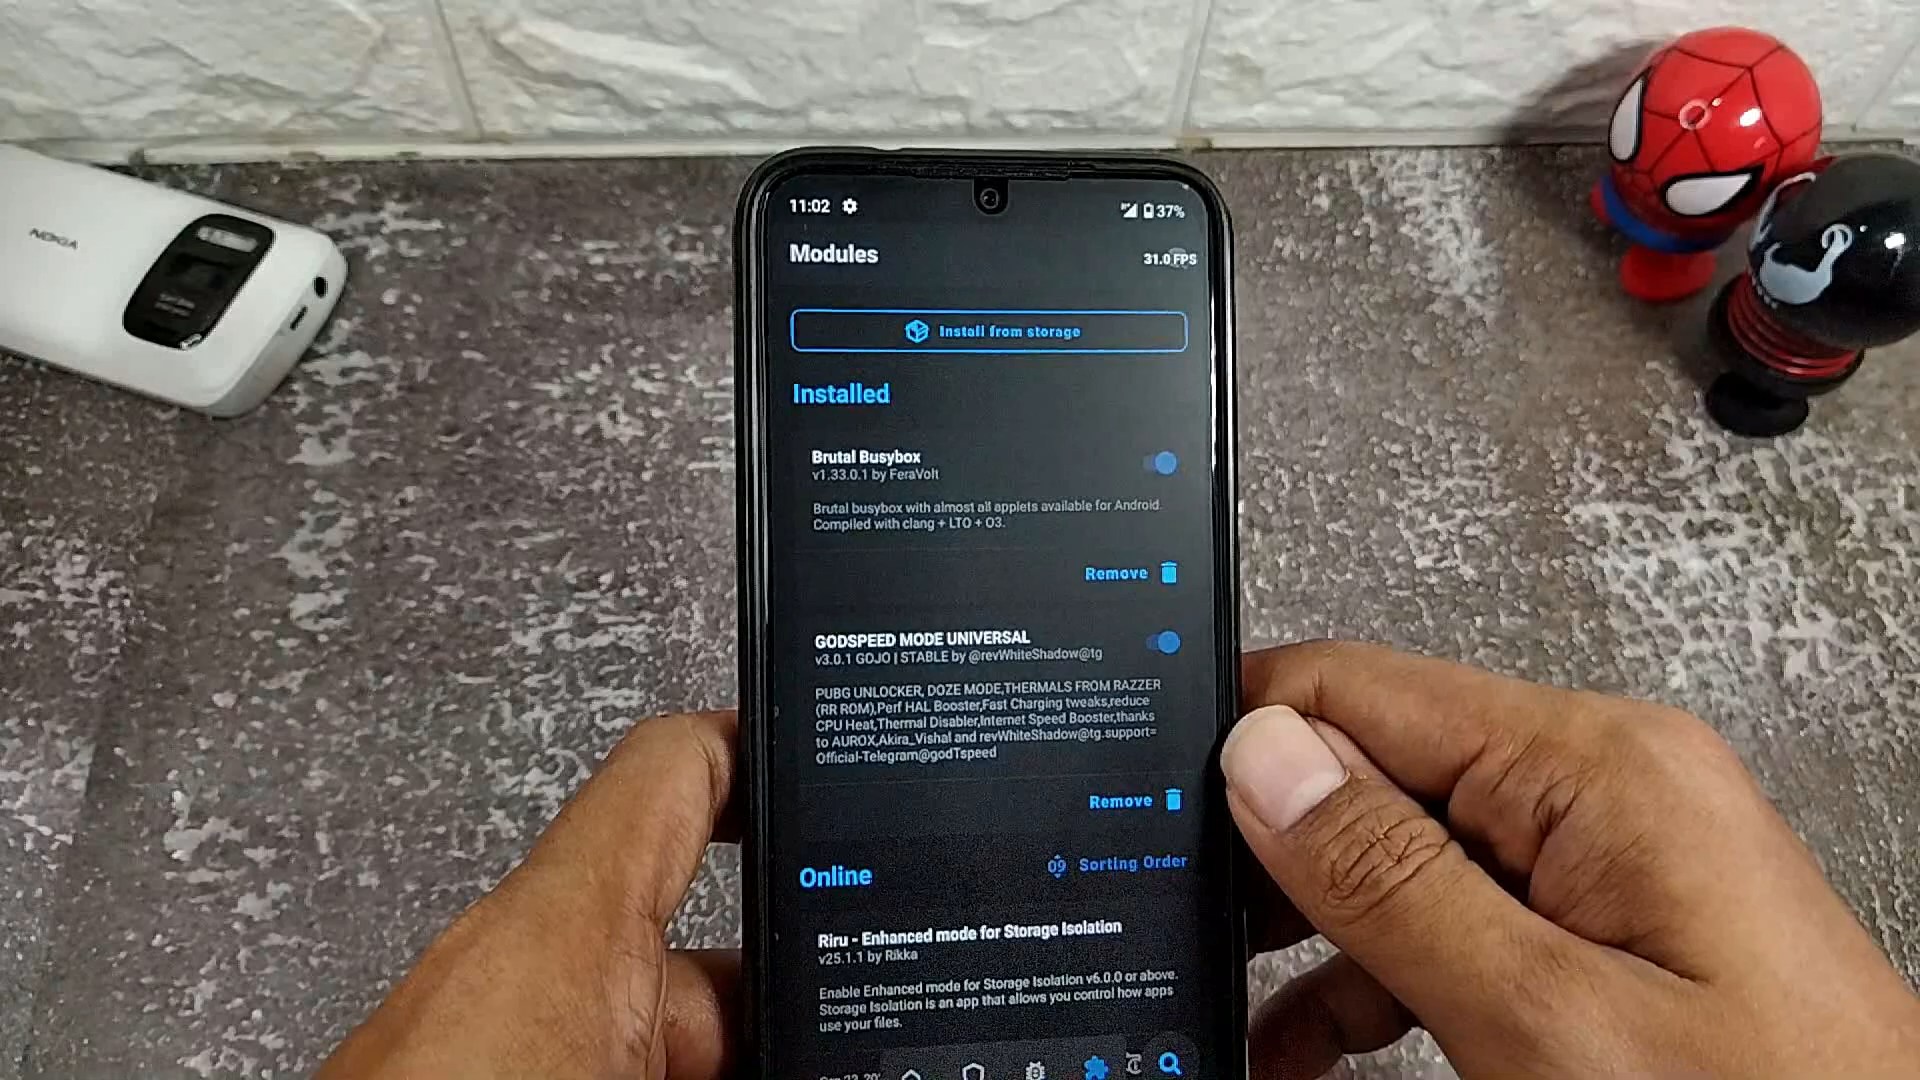 NOKIA
11:02
37%
Modules
31.0 FPS
Install from storage
Installed
Brutal Busybox
v1.33.0.1 by FeraVolt
Brutal busybox with almost all applets available for Android.
Compiled with clang + LTO + O3.
Remove
GODSPEED MODE UNIVERSAL
v3.0.1 GOJO | STABLE by @revWhiteShadow@tg
PUBG UNLOCKER, DOZE MODE,THERMALS FROM RAZZER
(RR ROM),Perf HAL Booster,Fast Charging tweaks,reduce
CPU Heat,Thermal Disabler,Internet Speed Booster,thanks
to AUROX,Akira_Vishal and revWhiteShadow@tg.support=
Official-Telegram@godTspeed
Remove
Online
Sorting Order
Riru - Enhanced mode for Storage Isolation
v25.1.1 by Rikka
Enable Enhanced mode for Storage Isolation v6.0.0 or above.
Storage Isolation is an app that allows you control how apps
use your files.